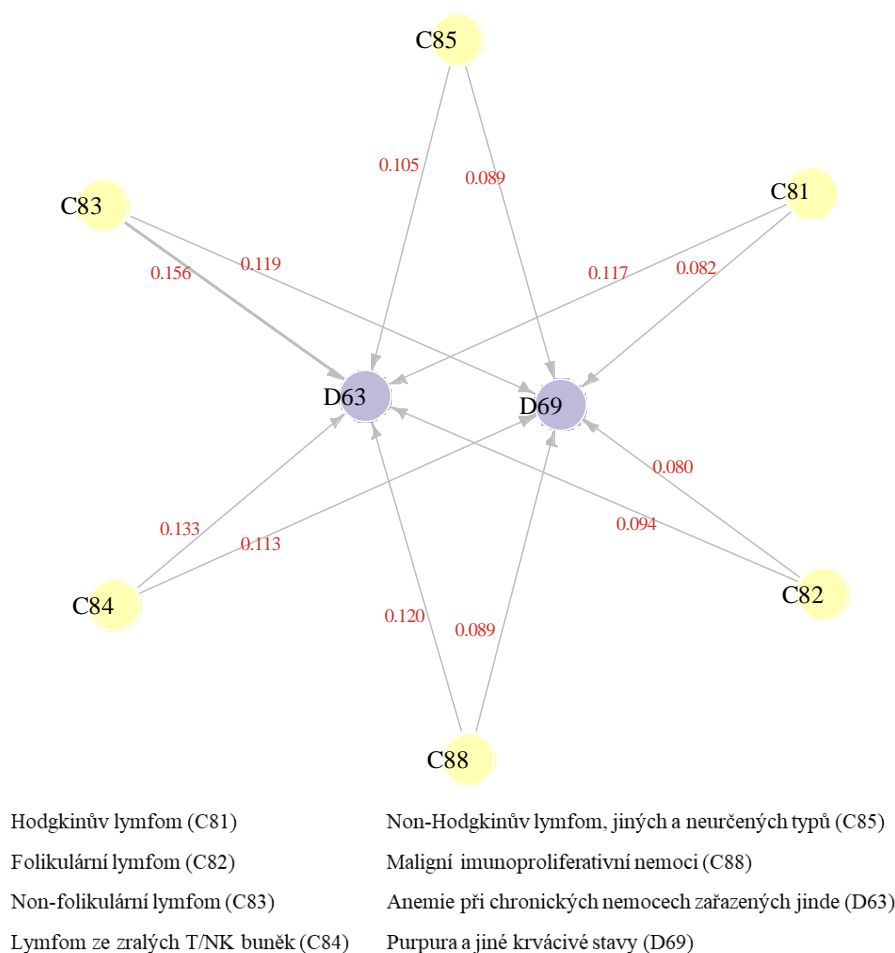 C85
0.105
0.089
C83
C81
0.156
0.119
0.117
0.082
D63
D69
0.133
0.113
0.080
0.094
C84
C82
0.120
0.089
C88
Hodgkinův lymfom (C81)
Non-Hodgkinův lymfom, jiných a neurčených typů (C85)
Folikulární lymfom (C82)
Maligní imunoproliferativní nemoci (C88)
Non-folikulární lymfom (C83)
Anemie při chronických nemocech zařazených jinde (D63)
Lymfom ze zralých T/NK buněk (C84)
Purpura a jiné krvácivé stavy (D69)